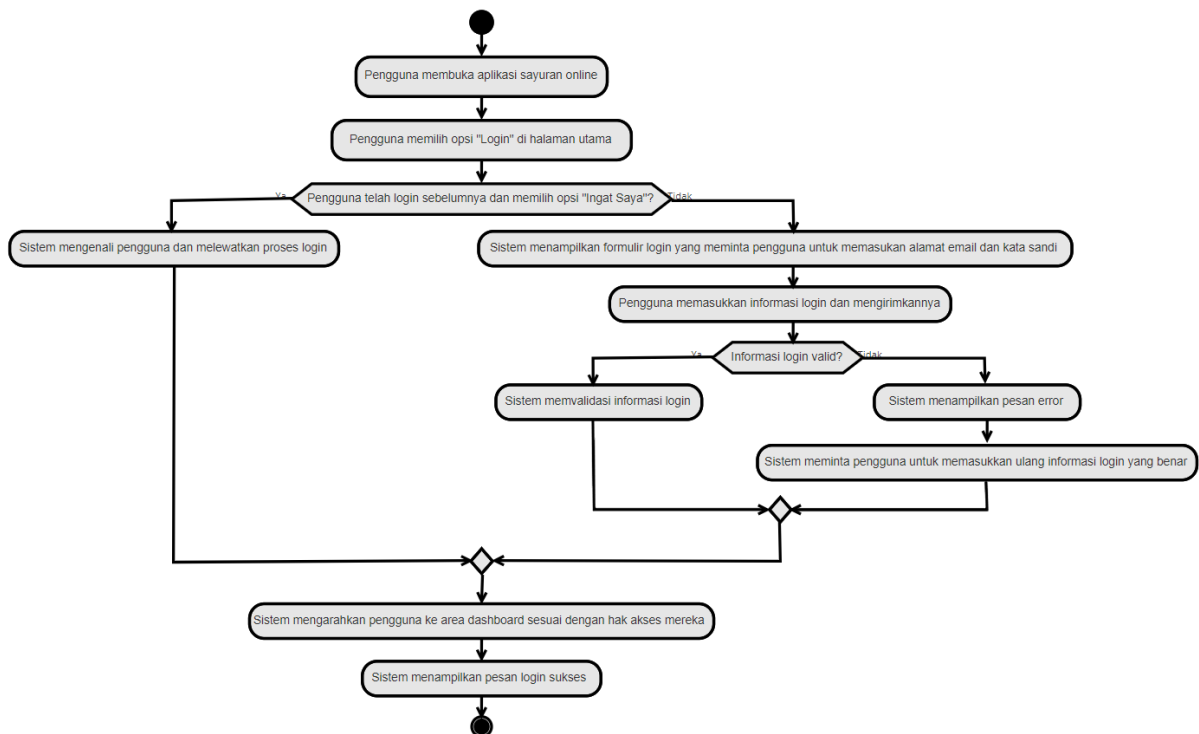 Pengguna membuka aplikasi sayuran online
Pengguna memilih opsi "Login" di halaman utama
Ya
Pengguna telah login sebelumnya dan memilih opsi "Ingat Saya"?
Tidak
Sistem mengenali pengguna dan melewatkan proses login
Sistem menampilkan formulir login yang meminta pengguna untuk memasukan alamat email dan kata sandi
Pengguna memasukkan informasi login dan mengirimkannya
Ya
Informasi login valid?
Tidak
Sistem memvalidasi informasi login
Sistem menampilkan pesan error
Sistem meminta pengguna untuk memasukkan ulang informasi login yang benar
Sistem mengarahkan pengguna ke area dashboard sesuai dengan hak akses mereka
Sistem menampilkan pesan login sukses